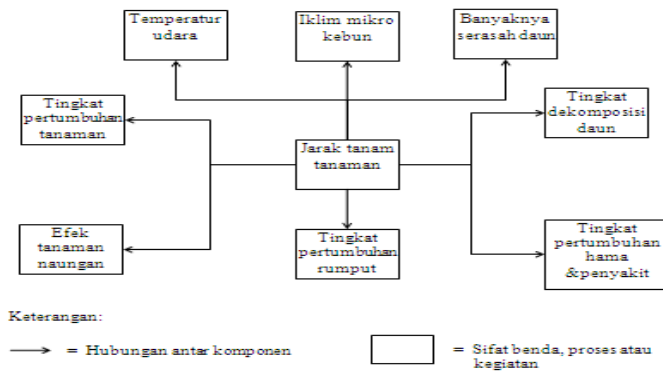 Temperatur
udara
Iklim mikro
kebun
Banyaknya
serasah daun
Tingkat
pertumbuhan
tanaman
Jarak tanam
tanaman
Tingkat
dekomposisi
daun
Efek
tanaman
naungan
Tingkat
pertumbuhan
rumput
Tingkat
pertumbuhan
hama
&penyakit
Keterangan:
= Hubungan antar komponen
= Sifat benda, proses atau
kegiatan